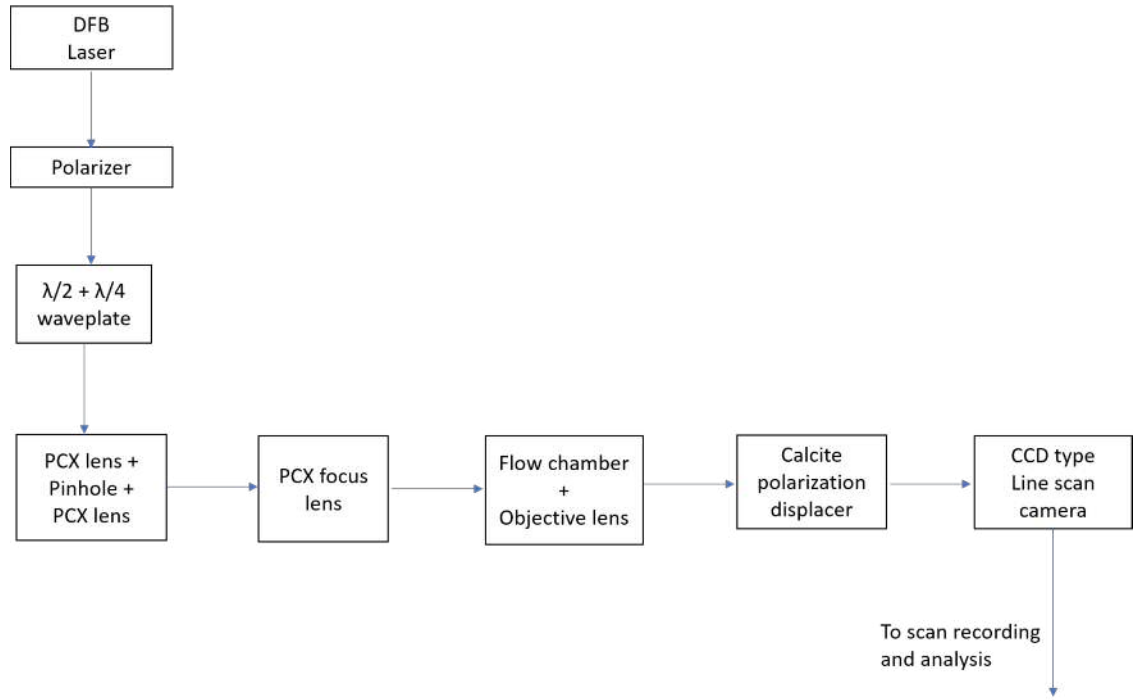 DFB
Laser
Polarizer
λ/2 + λ/4
waveplate
PCX lens +
Pinhole +
PCX lens
PCX focus
lens
Flow chamber
+
Objective lens
Calcite
polarization
displacer
CCD type
Line scan
camera
To scan recording
and analysis